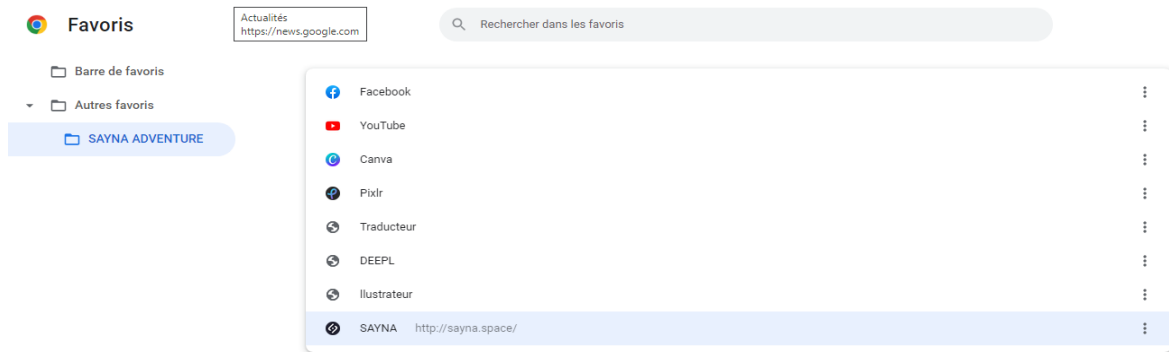 Favoris
Actualités
https://news.google.com
Rechercher dans les favoris
Barre de favoris
Autres favoris
SAYNA ADVENTURE
Facebook
YouTube
Canva
Pixlr
Traducteur
DEEPL
llustrateur
SAYNA http://sayna.space/